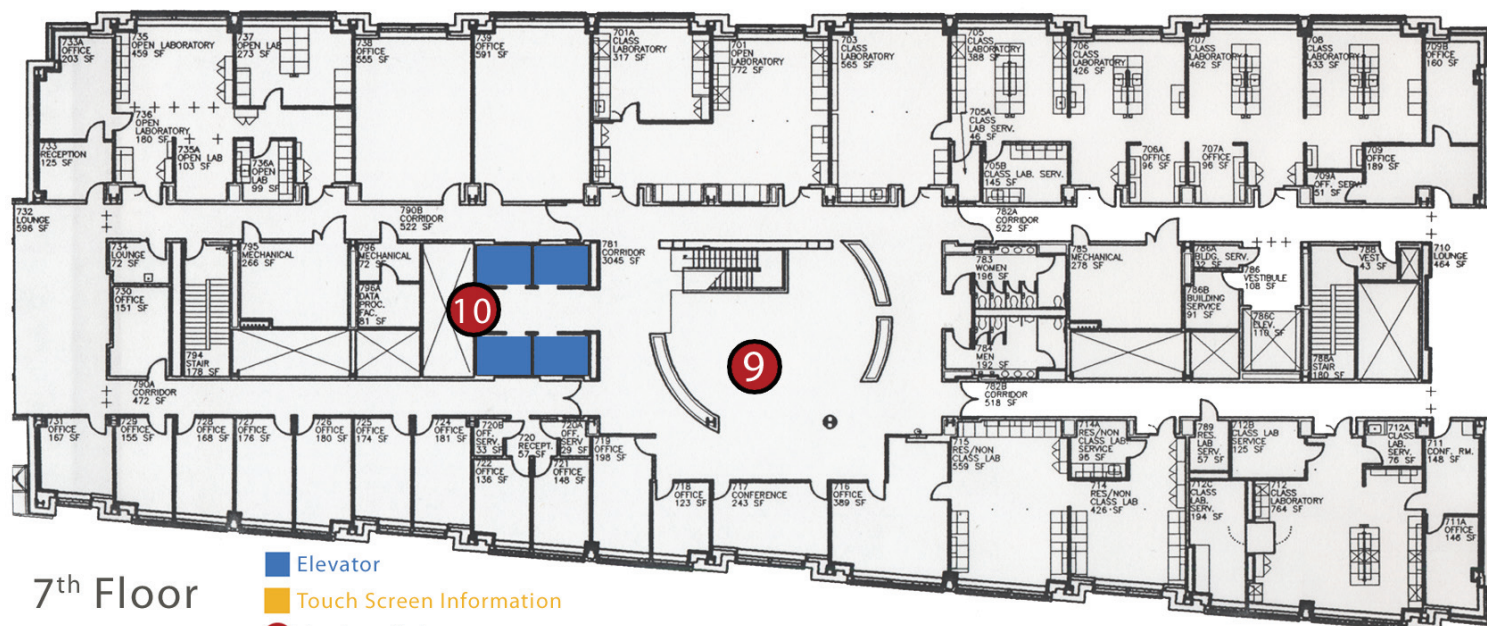 733A
OFFICE
203 SF
735
OPEN LABORATORY
459 SF
737
OPEN LAB
273 SF
738
OFFICE
555 SF
739
OFFICE
591 SF
701A
CLASS
LABORATORY
317 SF
701
OPEN
LABORATORY
772 SF
703
CLASS
LABORATORY
565 SF
705
CLASS
LABORATORY
388 SF
706
CLASS
LABORATORY
426 SF
707
CLASS
LABORATORY
462 SF
708
CLASS
LABORATORY
433 SF
709B
OFFICE
160 SF
736
OPEN
LABORATORY
180 SF
733
RECEPTION
125 SF
735A
OPEN LAB
103 SF
736A
OPEN
LAB
99 SF
705A
CLASS
LAB SERV.
46 SF
705B
CLASS LAB. SERV.
145 SF
706A
OFFICE
96 SF
707A
OFFICE
96 SF
709
OFFICE
189 SF
709A
OFF. SERV.
51 SF
732
LOUNGE
596 SF
790B
CORRIDOR
522 SF
782A
CORRIDOR
522 SF
734
LOUNGE
72 SF
795
MECHANICAL
266 SF
796
MECHANICAL
72 SF
781
CORRIDOR
3045 SF
783
WOMEN
196 SF
785
MECHANICAL
278 SF
786A
BLDG. SERV.
32 SF
786
VESTIBULE
108 SF
788
VEST
43 SF
710
LOUNGE
464 SF
730
OFFICE
151 SF
796A
DATA
PROC.
FAC.
81 SF
10
786B
BUILDING
SERVICE
91 SF
786C
ELEV.
110 SF
794
STAIR
178 SF
9
784
MEN
192 SF
788A
STAIR
180 SF
790A
CORRIDOR
472 SF
782B
CORRIDOR
518 SF
731
OFFICE
167 SF
729
OFFICE
155 SF
728
OFFICE
168 SF
727
OFFICE
176 SF
726
OFFICE
180 SF
725
OFFICE
174 SF
724
OFFICE
181 SF
720B
OFF.
SERV.
33 SF
720
RECEPT.
57 SF
720A
OFF.
SERV
29 SF
719
OFFICE
198 SF
722
OFFICE
136 SF
721
OFFICE
148 SF
718
OFFICE
123 SF
717
CONFERENCE
243 SF
716
OFFICE
389 SF
715
RES/NON
CLASS LAB
559 SF
714A
RES/NON
CLASS LAB.
SERVICE
96 SF
714
RES/NON
CLASS LAB
426 SF
789
RES.
LAB
SERV
57 SF
712B
CLASS LAB
SERVICE
125 SF
712A
CLASS
LAB.
SERV.
76 SF
711
CONF. RM.
148 SF
712C
CLASS
LAB.
SERV.
194 SF
712
CLASS
LABORATORY
764 SF
711A
OFFICE
146 SF
7th Floor
Elevator
Touch Screen Information